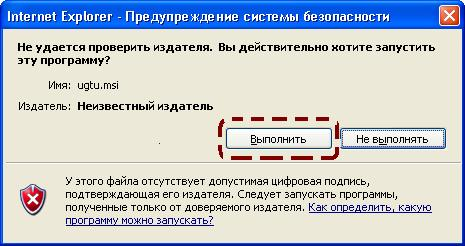 Internet Explorer - Предупреждение системы безопасности
Не удается проверить издателя. Вы действительно хотите запустить
эту программу?
Имя: ugtu.msi
Издатель: Неизвестный издатель
Выполнить Не выполнять
У этого файла отсутствует допустимая цифровая подпись,
подтверждающая его издателя. Следует запускать программы,
полученные только от доверяемого издателя. Как определить, какую
программу можно запускать?